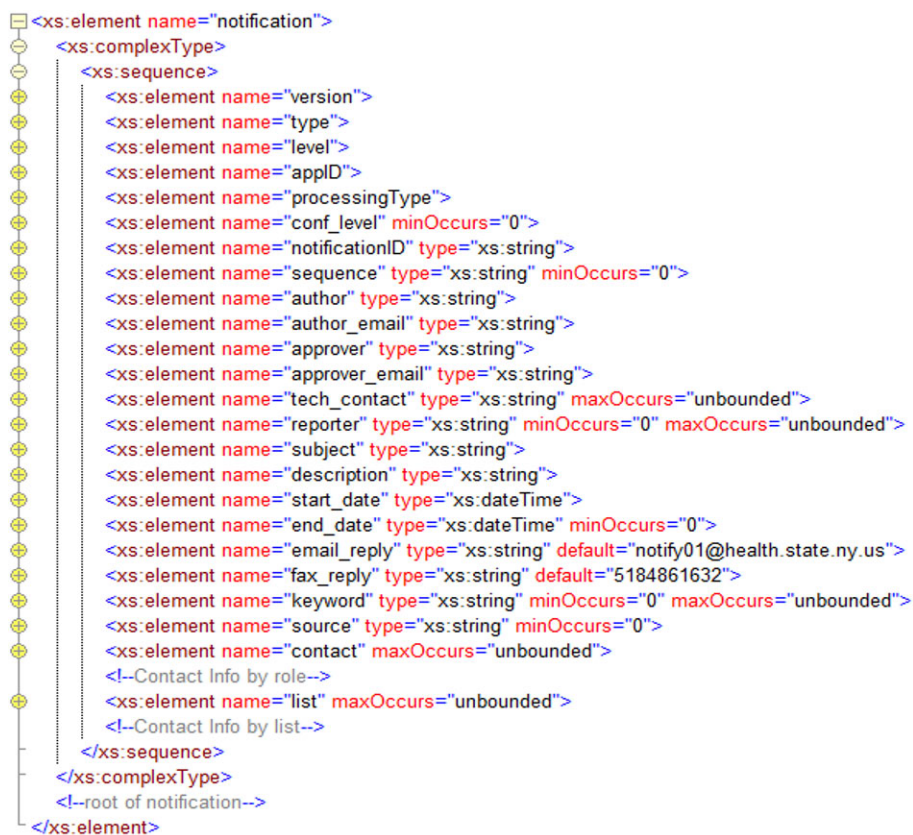 <xs:element name="notification">
<xs:complexType>
<xs:sequence>
<xs:element name="version">
<xs:element name="type">
<xs:element name="level">
<xs:element name="appID">
<xs:element name="processingType">
<xs:element name="conf_level" minOccurs="0">
<xs:element name="notificationID" type="xs:string">
<xs:element name="sequence" type="xs:string" minOccurs="0">
<xs:element name="author" type="xs:string">
<xs:element name="author_email" type="xs:string">
<xs:element name="approver" type="xs:string">
<xs:element name="approver_email" type="xs:string">
<xs:element name="tech_contact" type="xs:string" maxOccurs="unbounded">
<xs:element name="reporter" type="xs:string" minOccurs="0" maxOccurs="unbounded">
<xs:element name="subject" type="xs:string">
<xs:element name="description" type="xs:string">
<xs:element name="start_date" type="xs:dateTime">
<xs:element name="end_date" type="xs:dateTime" minOccurs="0">
<xs:element name="email_reply" type="xs:string" default="notify01@health.state.ny.us">
<xs:element name="fax_reply" type="xs:string" default="5184861632">
<xs:element name="keyword" type="xs:string" minOccurs="0" maxOccurs="unbounded">
<xs:element name="source" type="xs:string" minOccurs="0">
<xs:element name="contact" maxOccurs="unbounded">
<!--Contact Info by role-->
<xs:element name="list" maxOccurs="unbounded">
<!--Contact Info by list-->
</xs:sequence>
</xs:complexType>
<!--root of notification-->
</xs:element>